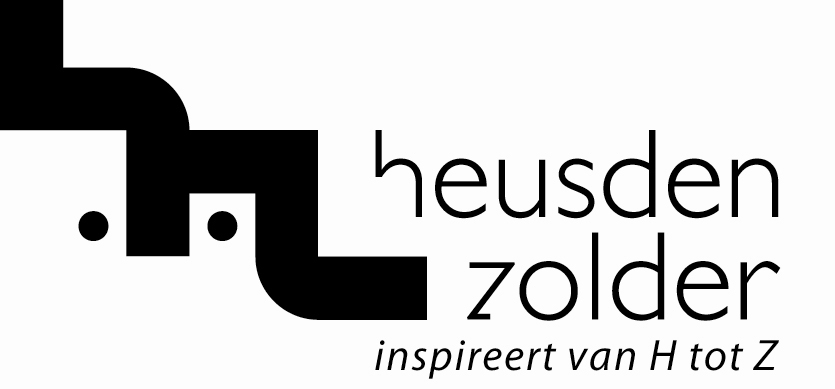 heusden
zolder
inspireert van H tot Z